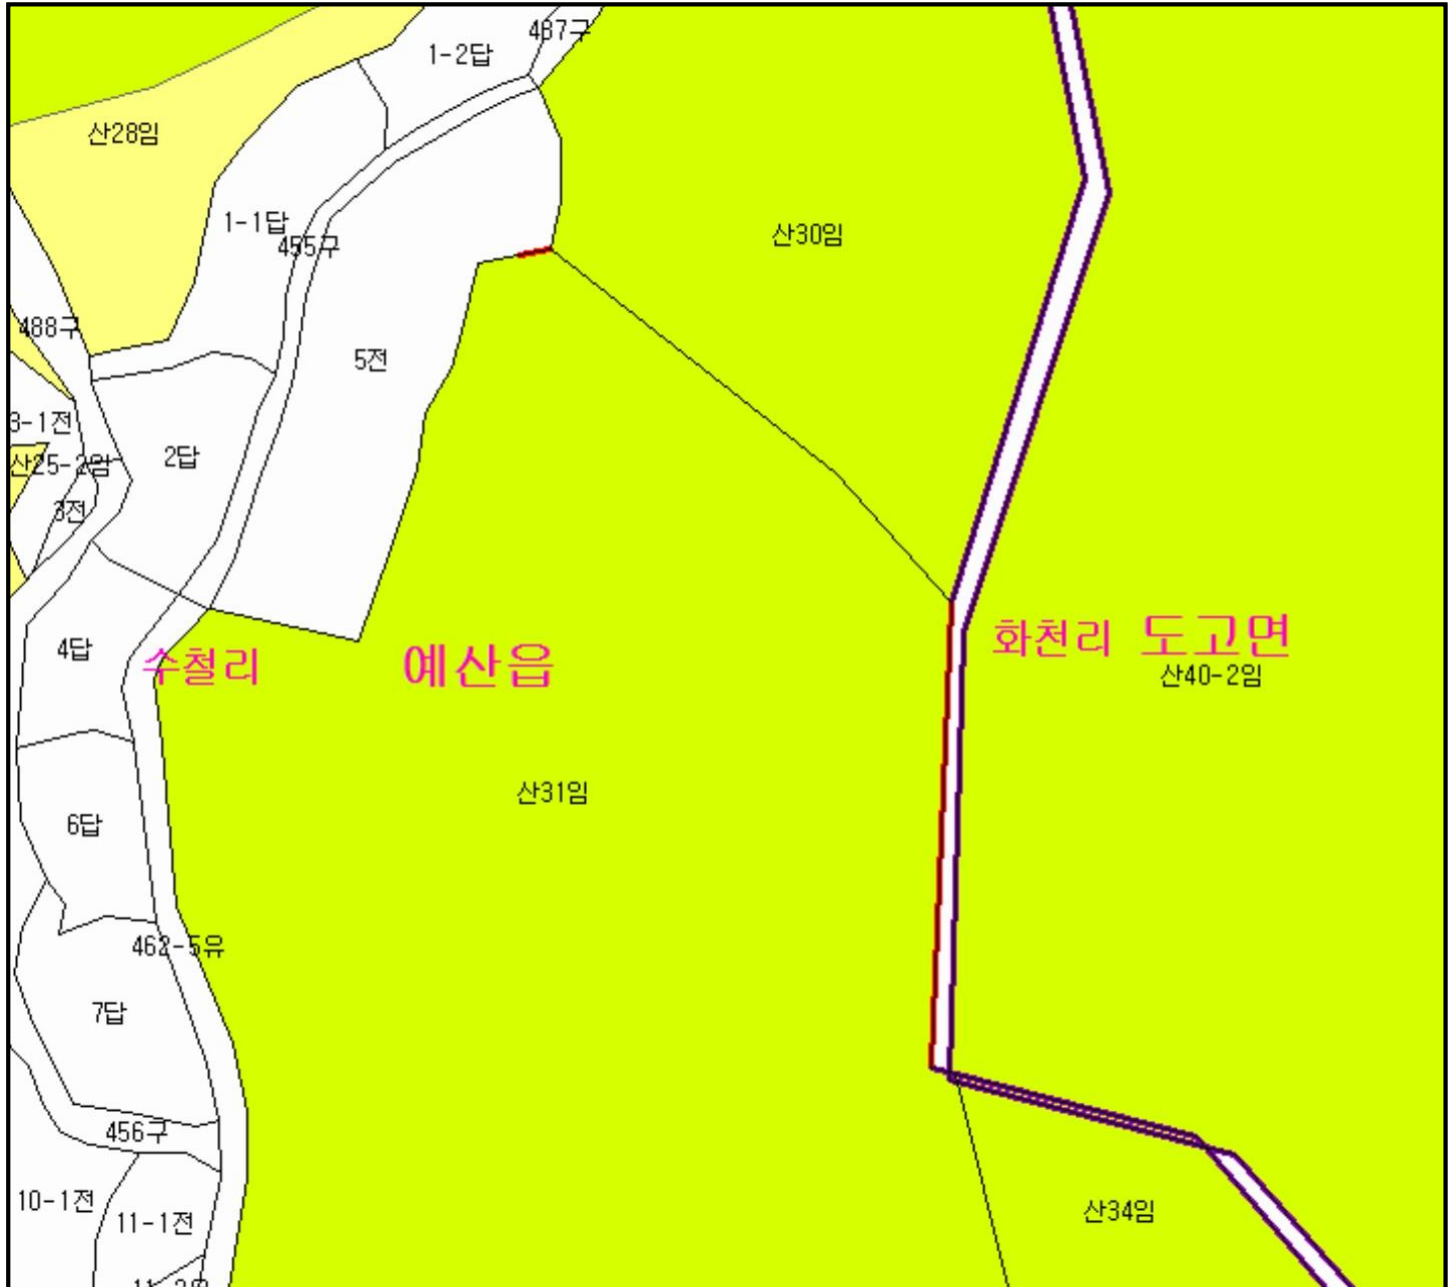 487구
1-2답
산28임
1-1답
455구
산30임
488구
5전
3-1전
2답
산25-2임
3전
화천리 도고면
4답
수철리
예산읍
산40-2임
산31임
6답
462-5유
7답
456구
10-1전
11-1전
산34임